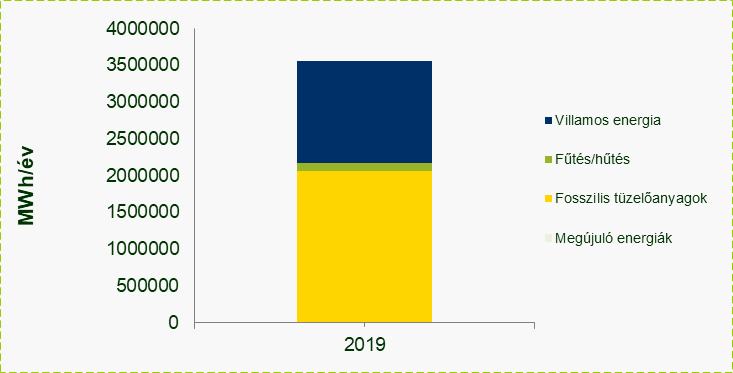 4000000
3500000
3000000
2500000
2000000
1500000
1000000
500000
0
MWh/év
2019
Villamos energia
Fűtés/hűtés
Fosszilis tüzelőanyagok
Megújuló energiák